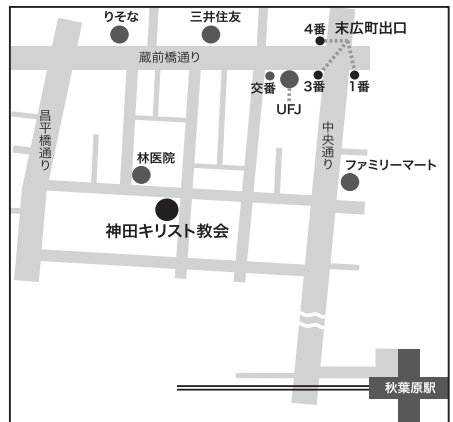 りそな
三井住友
4番
末広町出口
蔵前橋通り
交番
3番
1番
UFJ
昌平橋通り
中央通り
林医院
ファミリーマート
神田キリスト教会
秋葉原駅